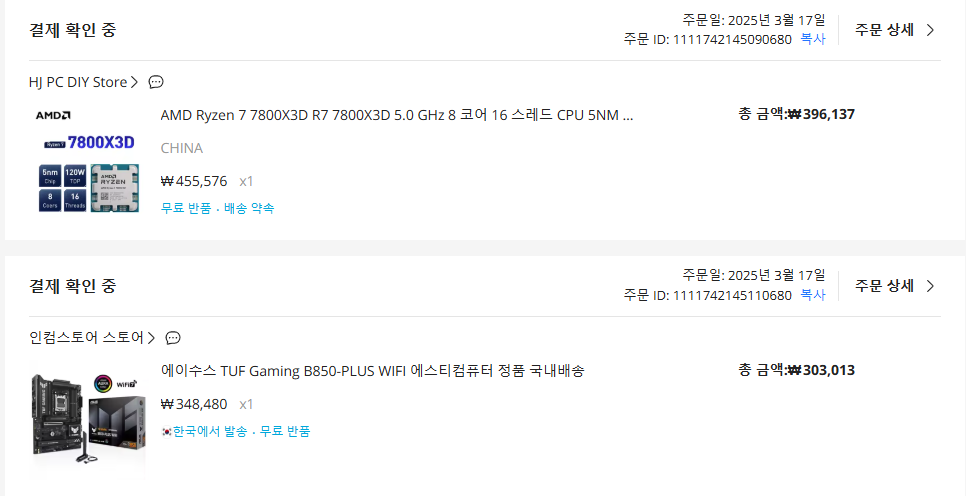 결제 확인 중
주문일: 2025년 3월 17일
주문 ID: 1111742145090680 복사
주문 상세
HJ PC DIY Store
AMD
Ryzen 7 7800X3D
5nm Chip
120W TDP
8 Coers
16 Threads
AMD RYZEN
AMD Ryzen 7 7800X3D R7 7800X3D 5.0 GHz 8 코어 16 스레드 CPU 5NM ...
총 금액:₩396,137
CHINA
₩455,576 x1
무료 반품 · 배송 약속
결제 확인 중
주문일: 2025년 3월 17일
주문 ID: 1111742145110680 복사
주문 상세
인컴스토어 스토어
WiFi 7
에이수스 TUF Gaming B850-PLUS WIFI 에스티컴퓨터 정품 국내배송
총 금액:₩303,013
₩348,480 x1
한국에서 발송 · 무료 반품